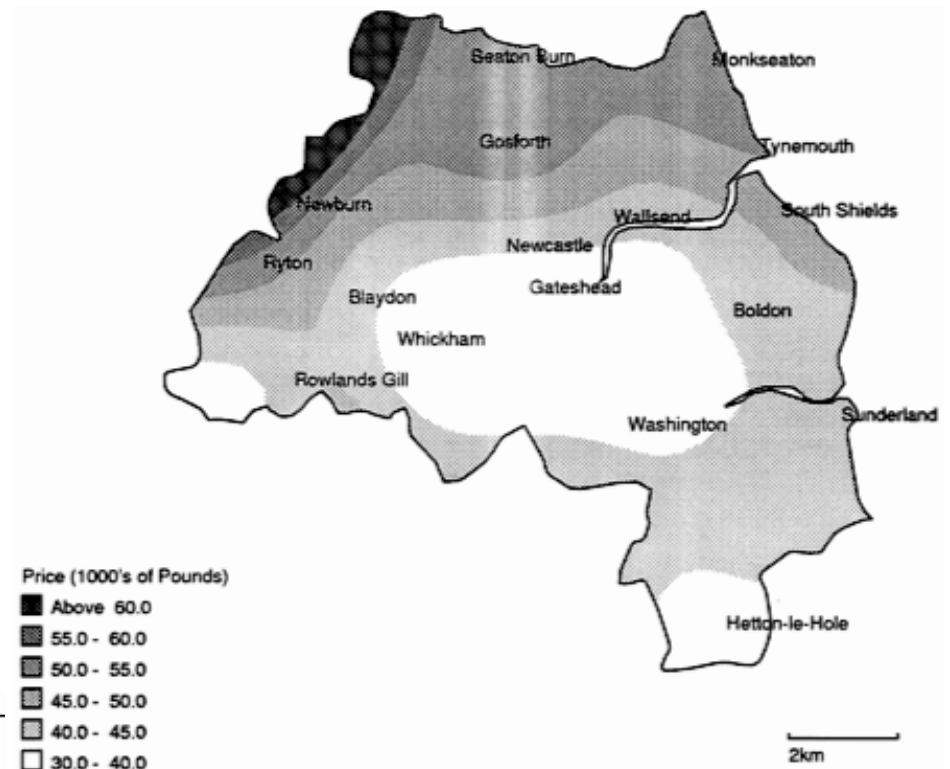 Seaton Burn
Monkseaton
Gosforth
Tynemouth
Newburn
Wallsend
South Shields
Newcastle
Ryton
Gateshead
Blaydon
Boldon
Whickham
Rowlands Gill
Washington
Sunderland
Hetton-le-Hole
Price (1000's of Pounds)
Above 60.0
55.0 - 60.0
50.0 - 55.0
45.0 - 50.0
40.0 - 45.0
30.0 - 40.0
2km